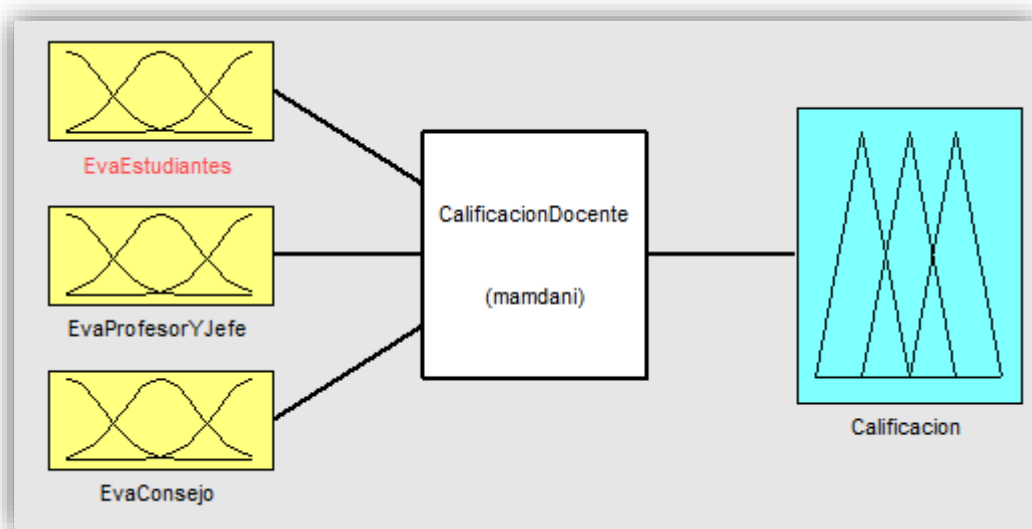 EvaEstudiantes
EvaProfesorYJefe
EvaConsejo
CalificacionDocente
(mamdani)
Calificacion